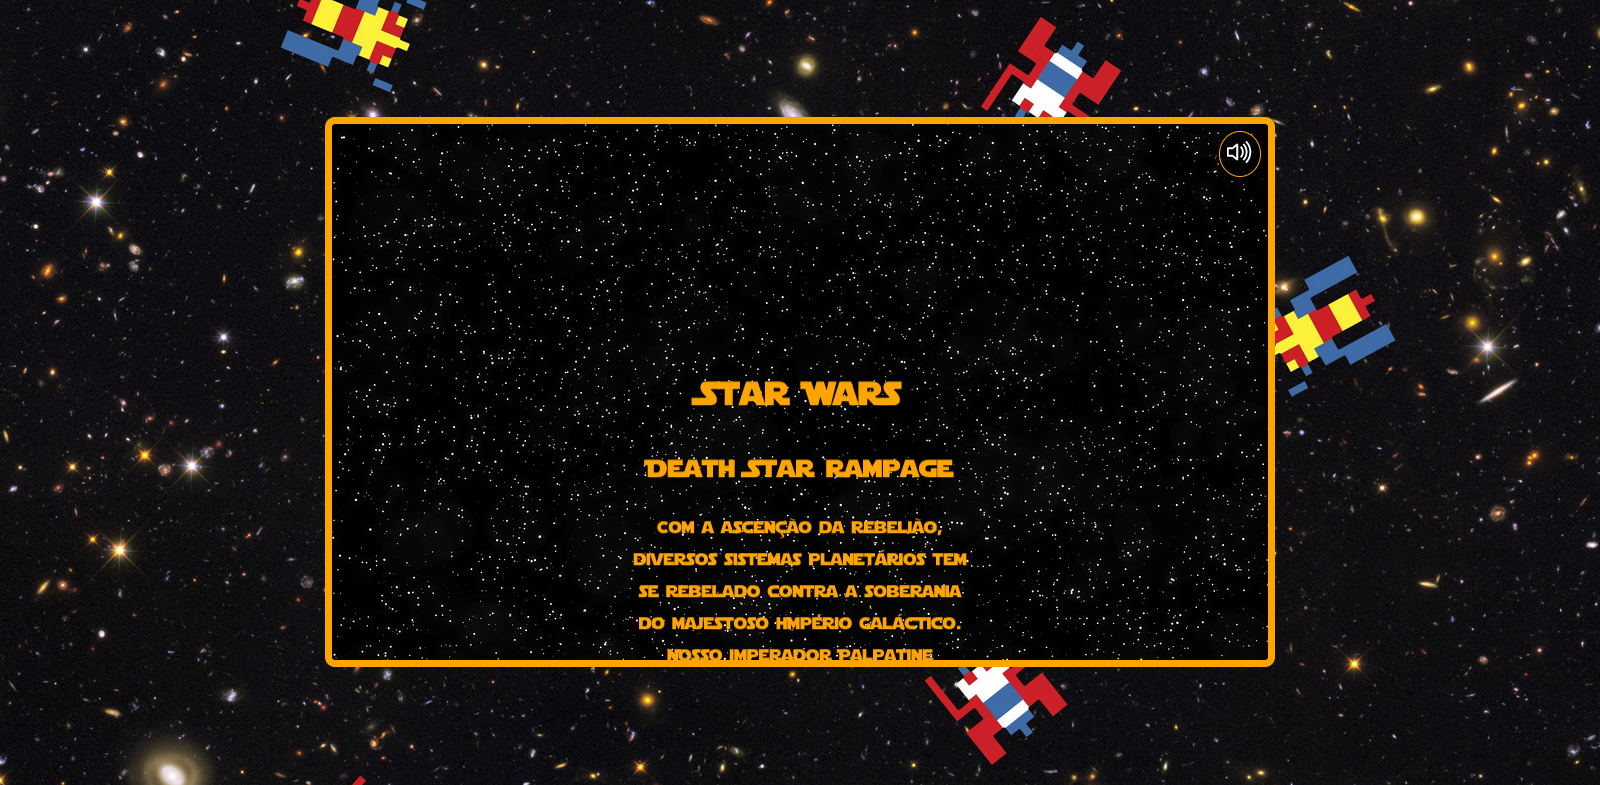 STAR WARS
DEATH STAR RAMPAGE
COM A ASCENÇÃO DA REBELIÃO,
DIVERSOS SISTEMAS PLANETÁRIOS TEM
SE REBELADO CONTRA A SOBERANIA
DO MAJESTOSO IMPÉRIO GALÁCTICO.
NOSSO IMPERADOR PALPATINE